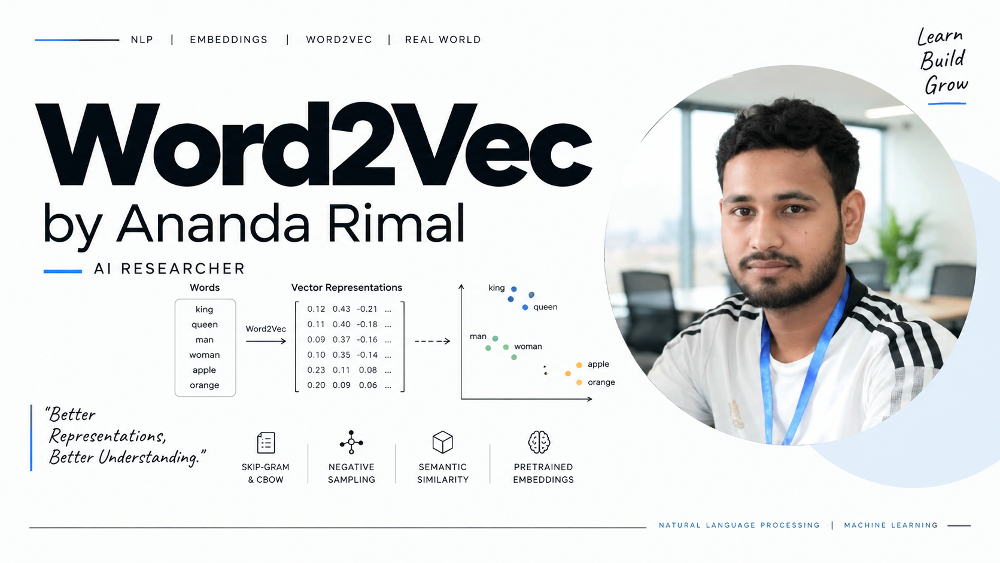 NLP | EMBEDDINGS | WORD2VEC | REAL WORLD
Learn
Build
Grow
Word2Vec
by Ananda Rimal
AI RESEARCHER
Words
king
queen
man
woman
apple
orange
Word2Vec
Vector Representations
0.12 0.43 -0.21 ...
0.11 0.40 -0.18 ...
0.09 0.37 -0.16 ...
0.10 0.35 -0.14 ...
0.23 0.11 0.08 ...
0.20 0.09 0.06 ...
king
queen
man
woman
apple
orange
“Better
Representations,
Better Understanding.”
SKIP-GRAM
& CBOW
NEGATIVE
SAMPLING
SEMANTIC
SIMILARITY
PRETRAINED
EMBEDDINGS
NATURAL LANGUAGE PROCESSING | MACHINE LEARNING